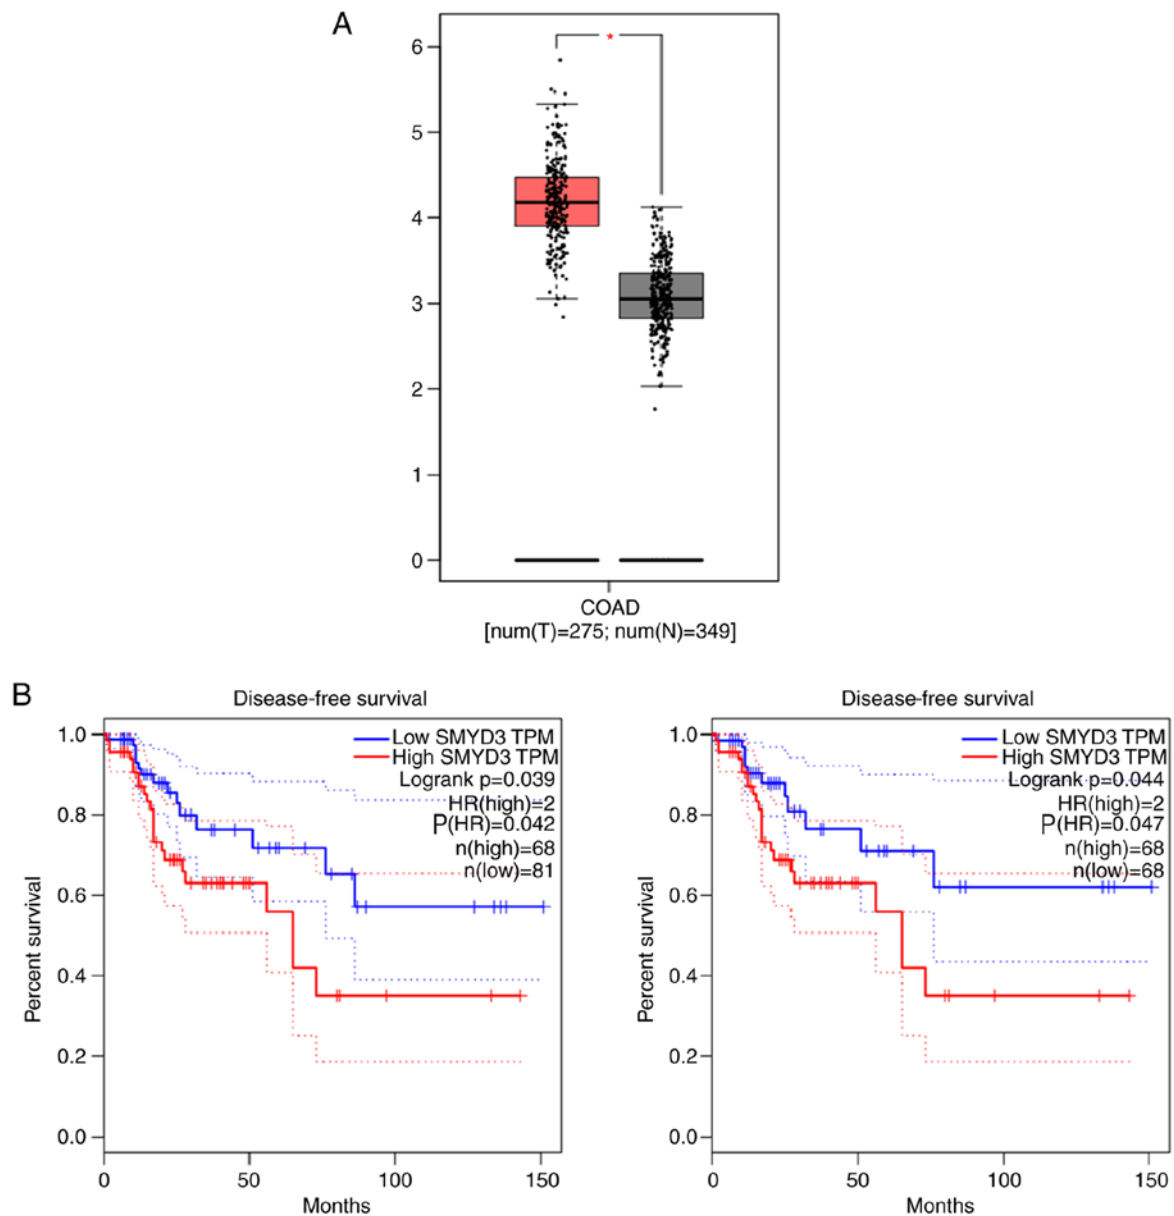 A
*
6
5
4
3
2
1
0
COAD
[num(T)=275; num(N)=349]
B
Disease-free survival
Low SMYD3 TPM
High SMYD3 TPM
Logrank p=0.039
HR(high)=2
P(HR)=0.042
n(high)=68
n(low)=81
Percent survival
1.0
0.8
0.6
0.4
0.2
0.0
0 50 100 150
Months
Disease-free survival
Low SMYD3 TPM
High SMYD3 TPM
Logrank p=0.044
HR(high)=2
P(HR)=0.047
n(high)=68
n(low)=68
Percent survival
1.0
0.8
0.6
0.4
0.2
0.0
0 50 100 150
Months